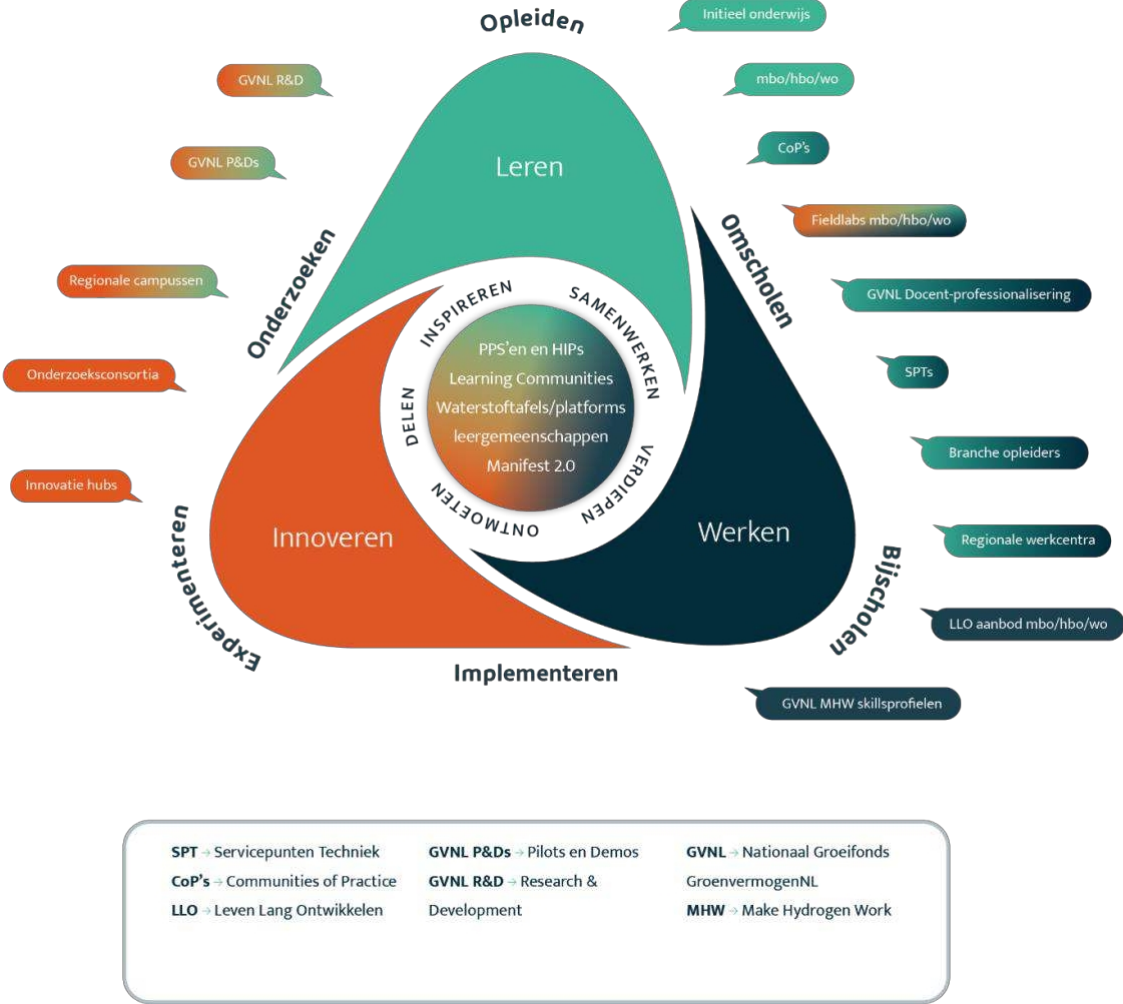 Opleiden
Initieel onderwijs
GVNL R&D
mbo/hbo/wo
CoP's
GVNL P&Ds
Leren
Fieldlabs mbo/hbo/wo
Omscholen
Onderzoeken
Regionale campussen
GVNL Docent-professionalisering
INSPIREREN
SAMENWERKEN
PPS'en en HIPs
Learning Communities
Waterstoftafels/platforms
leergemeenschappen
Manifest 2.0
DELEN
VERDIEPEN
ONTMOETEN
Onderzoeksconsortia
SPTs
Branche opleiders
Innovatie hubs
Innoveren
Werken
Regionale werkcentra
Experimenteren
Bijscholen
LLO aanbod mbo/hbo/wo
Implementeren
GVNL MHW skillsprofielen
SPT → Servicepunten Techniek
CoP's → Communities of Practice
LLO → Leven Lang Ontwikkelen
GVNL P&Ds → Pilots en Demos
GVNL R&D → Research &
Development
GVNL → Nationaal Groeifonds
GroenvermogenNL
MHW → Make Hydrogen Work